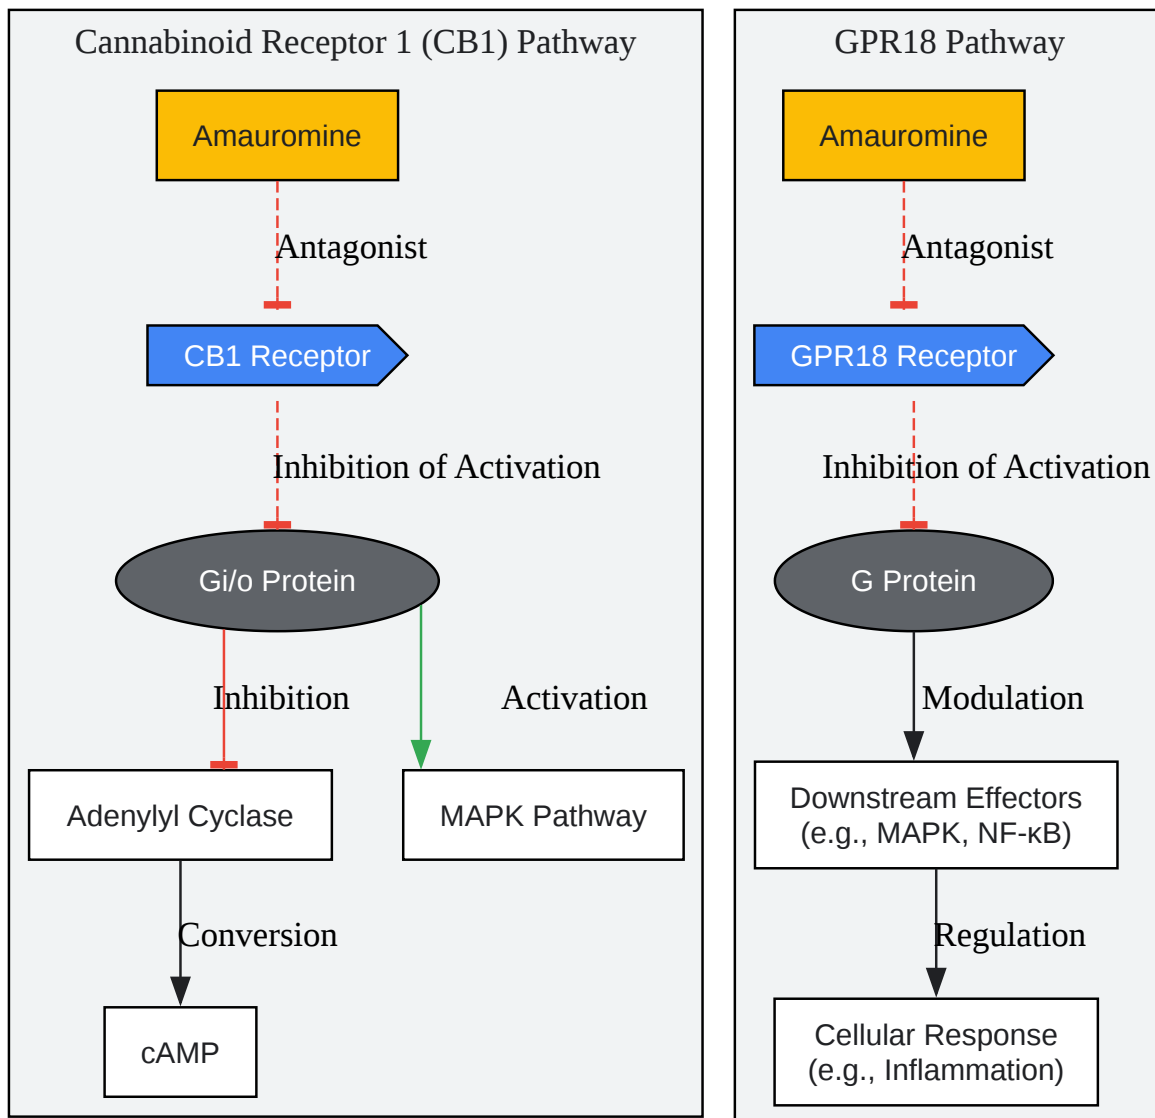 Cannabinoid Receptor 1 (CB1) Pathway
Amauromine
Antagonist
CB1 Receptor
Inhibition of Activation
Gi/o Protein
Inhibition
Activation
Adenylyl Cyclase
MAPK Pathway
Conversion
cAMP
GPR18 Pathway
Amauromine
Antagonist
GPR18 Receptor
Inhibition of Activation
G Protein
Modulation
Downstream Effectors
(e.g., MAPK, NF-κB)
Regulation
Cellular Response
(e.g., Inflammation)